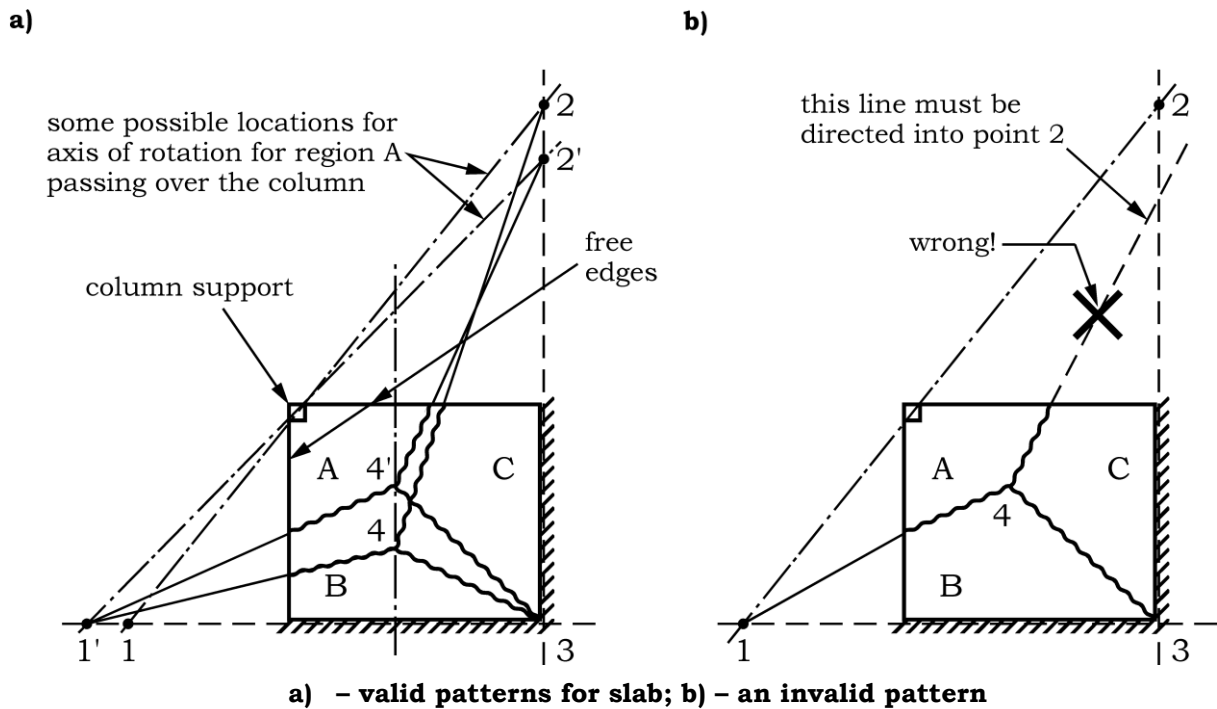 a)
b)
some possible locations for
axis of rotation for region A
passing over the column
2
2'
free
edges
column support
A
4'
C
4
B
1'
1
3
this line must be
directed into point 2
2
wrong!
A
C
4
B
1
3
a) – valid patterns for slab; b) – an invalid pattern